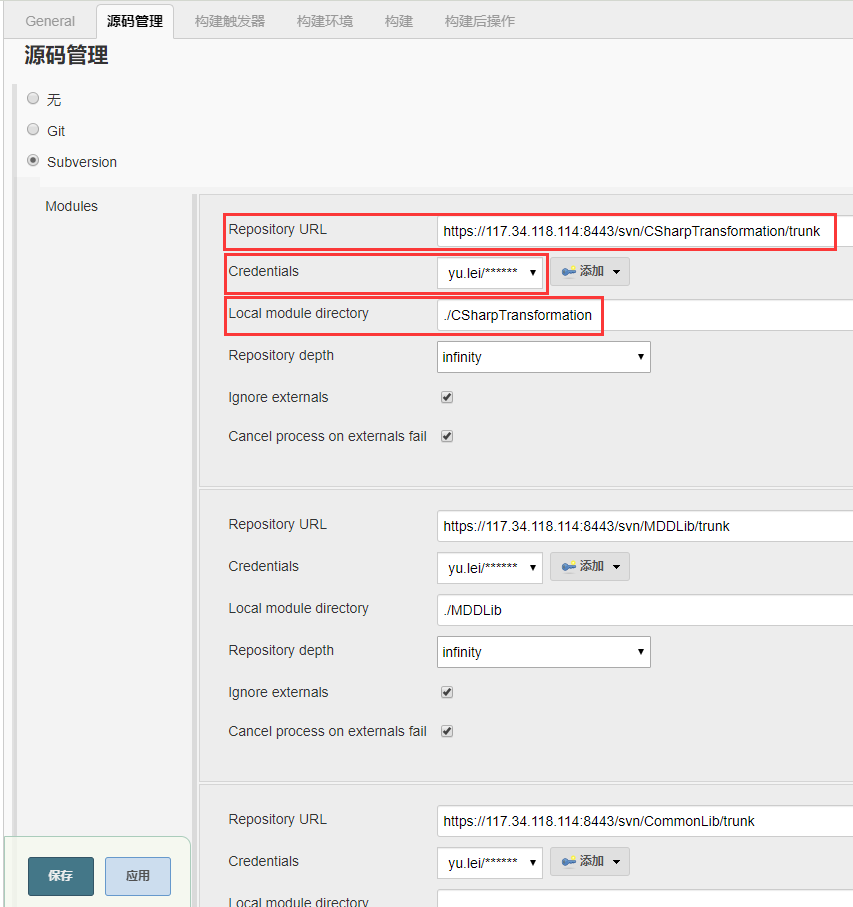 General 源码管理 构建触发器 构建环境 构建 构建后操作
源码管理
无
Git
Subversion
Modules
Repository URL https://117.34.118.114:8443/svn/CSharpTransformation/trunk
Credentials yu.lei/****** 添加
Local module directory ./CSharpTransformation
Repository depth infinity
Ignore externals
Cancel process on externals fail
Repository URL https://117.34.118.114:8443/svn/MDDLib/trunk
Credentials yu.lei/****** 添加
Local module directory ./MDDLib
Repository depth infinity
Ignore externals
Cancel process on externals fail
Repository URL https://117.34.118.114:8443/svn/CommonLib/trunk
Credentials yu.lei/****** 添加
Local module directory
保存 应用